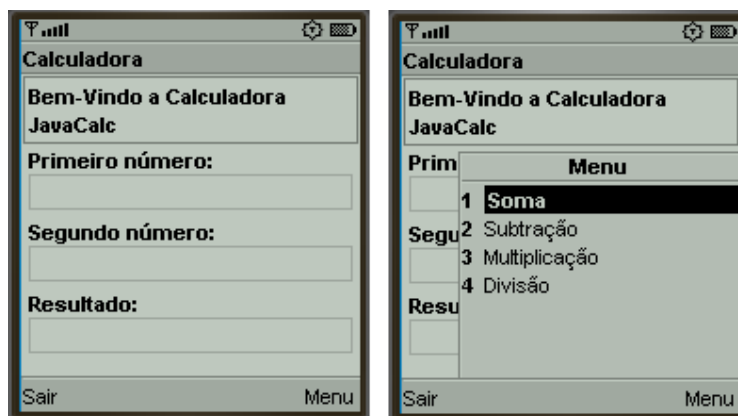 Calculadora
Bem-Vindo a Calculadora
JavaCalc
Primeiro número:
Segundo número:
Resultado:
Sair Menu
Calculadora
Bem-Vindo a Calculadora
JavaCalc
Prim
Menu
1 Soma
Segu
2 Subtração
3 Multiplicação
4 Divisão
Resu
Sair Menu